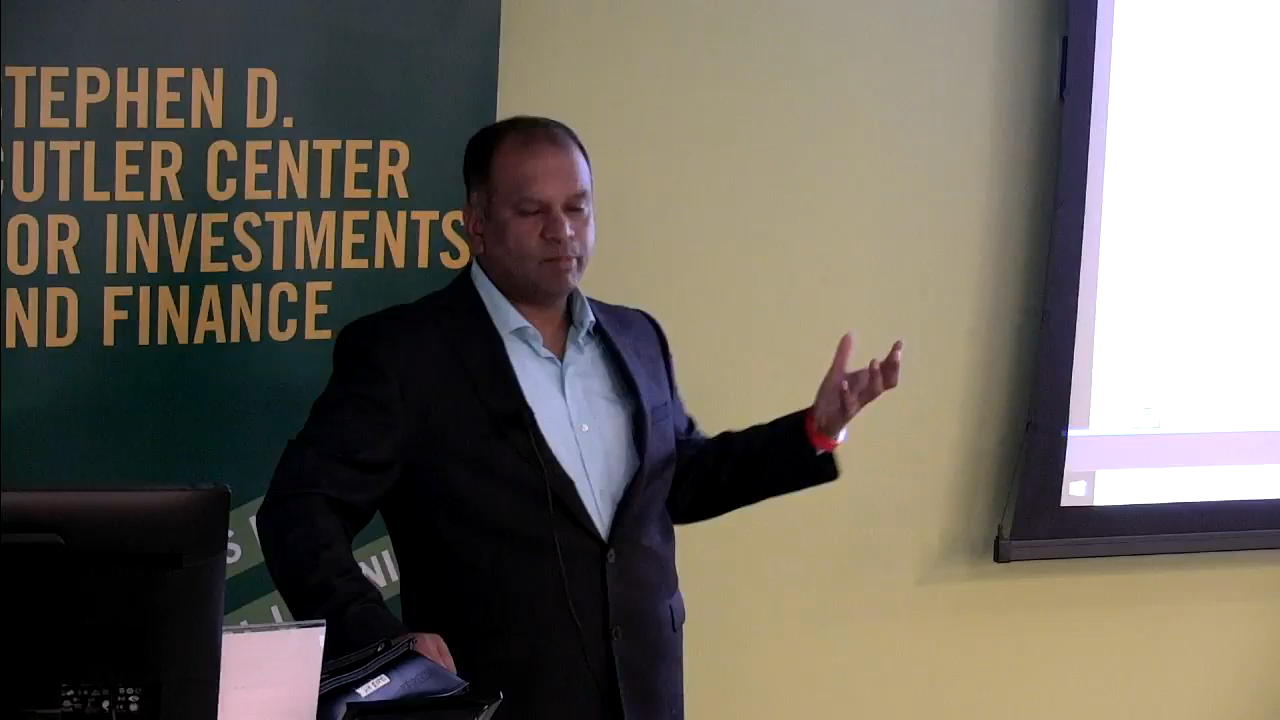 TEPHEN D.
CUTLER CENTER
OR INVESTMENTS
ND FINANCE